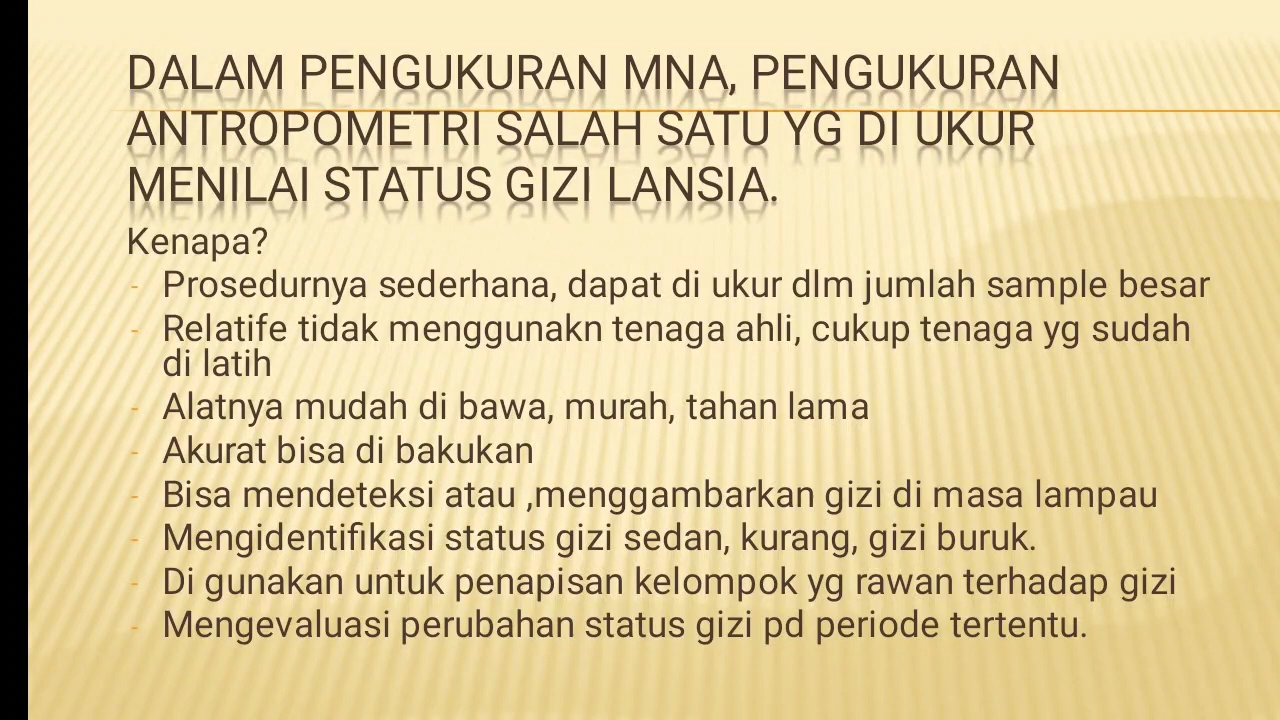 DALAM PENGUKURAN MNA, PENGUKURAN
ANTROPOMETRI SALAH SATU YG DI UKUR
MENILAI STATUS GIZI LANSIA.
Kenapa?
- Prosedurnya sederhana, dapat di ukur dlm jumlah sample besar
- Relatife tidak menggunakn tenaga ahli, cukup tenaga yg sudah
di latih
- Alatnya mudah di bawa, murah, tahan lama
- Akurat bisa di bakukan
- Bisa mendeteksi atau ,menggambarkan gizi di masa lampau
- Mengidentifikasi status gizi sedan, kurang, gizi buruk.
- Di gunakan untuk penapisan kelompok yg rawan terhadap gizi
- Mengevaluasi perubahan status gizi pd periode tertentu.